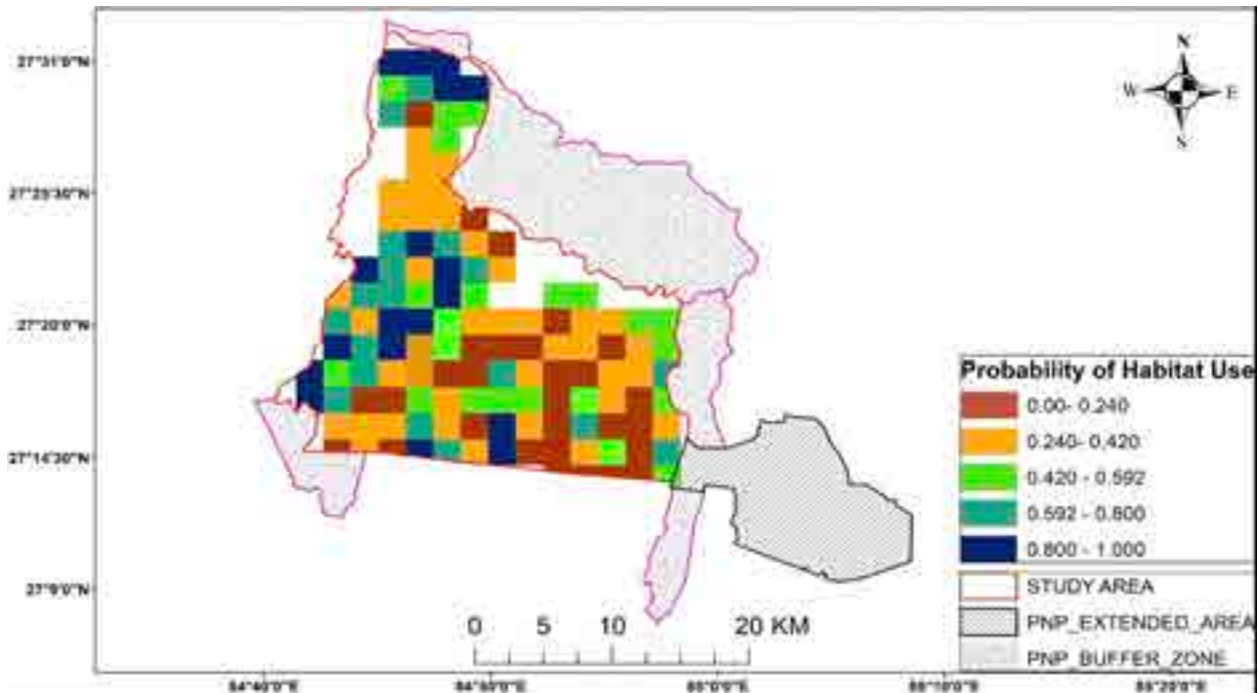 N
W E
S
27°31'0"N
27°25'30"N
27°20'0"N
27°14'30"N
27°9'0"N
Probability of Habitat Use
0.00- 0.240
0.240- 0.420
0.420 - 0.592
0.592 - 0.800
0.800 - 1.000
STUDY AREA
PNP_EXTENDED_AREA
PNP_BUFFER_ZONE
0 5 10 20 KM
84°40'0"E 84°50'0"E 85°0'0"E 85°10'0"E 85°20'0"E